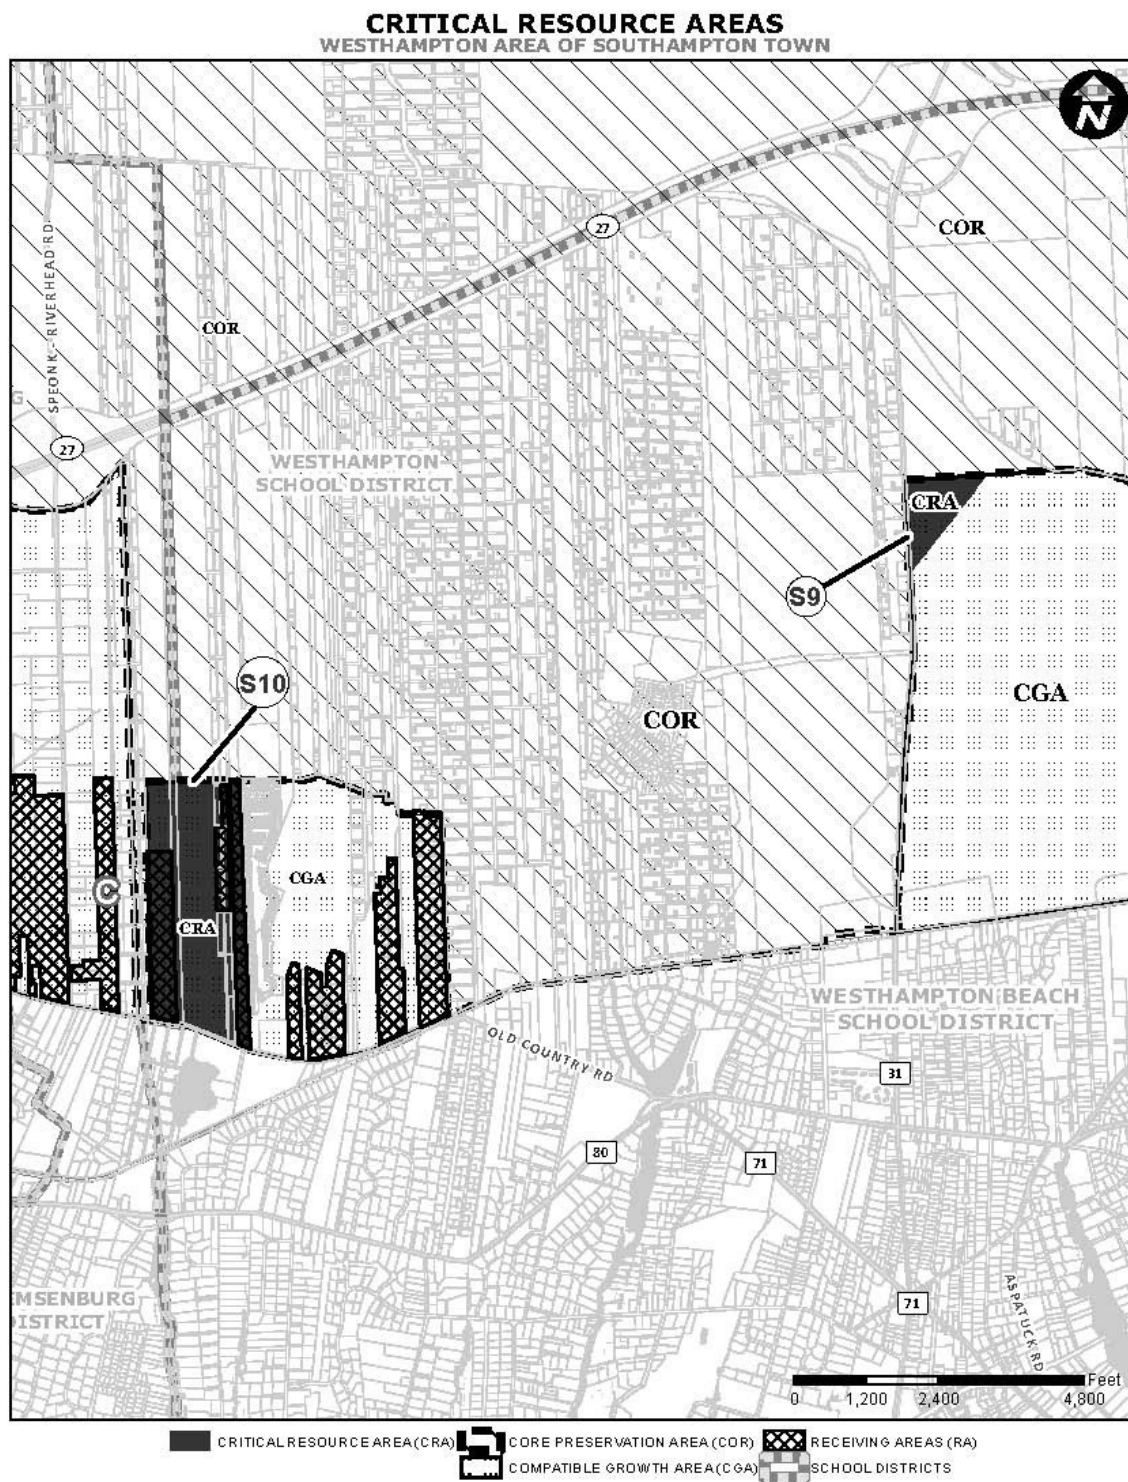 CRITICAL RESOURCE AREAS
WESTHAMPTON AREA OF SOUTHAMPTON TOWN
N
SPEONK - RIVERHEAD RD
27
COR
COR
G
27
WESTHAMPTON
SCHOOL DISTRICT
CRA
S9
S10
COR
CGA
C
CGA
CRA
WESTHAMPTON BEACH
SCHOOL DISTRICT
OLD COUNTRY RD
31
80
71
EMSENBURG
DISTRICT
71
ASPATUCK RD
Feet
0 1,200 2,400 4,800
CRITICAL RESOURCE AREA (CRA) CORE PRESERVATION AREA (COR) RECEIVING AREAS (RA)
COMPATIBLE GROWTH AREA (CGA) SCHOOL DISTRICTS